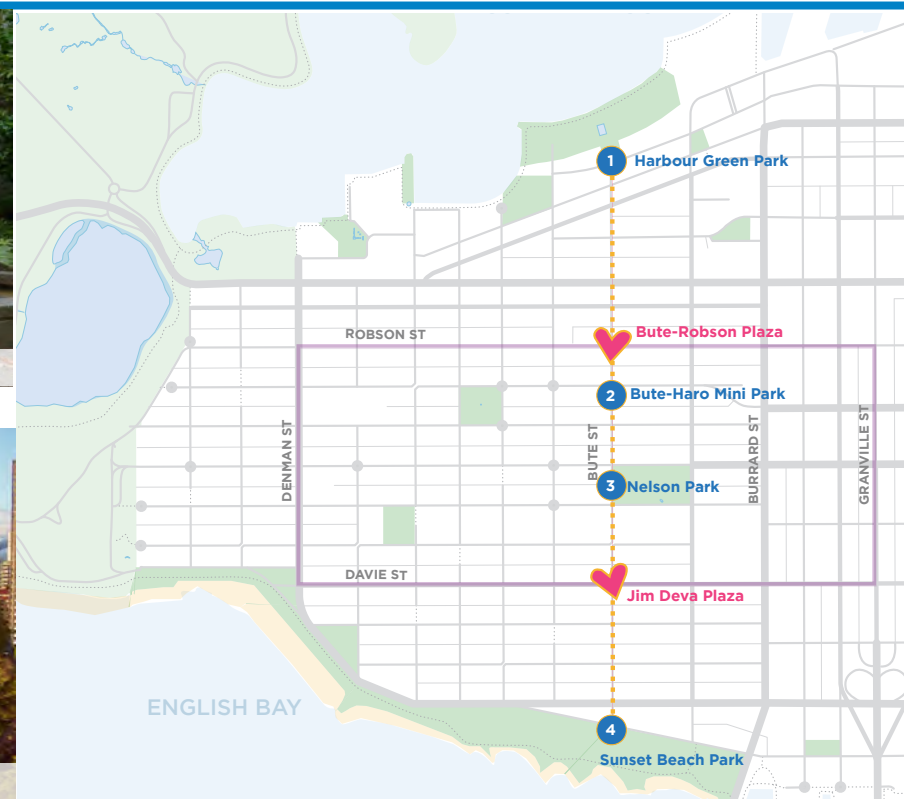 1 Harbour Green Park
Bute-Robson Plaza
ROBSON ST
2 Bute-Haro Mini Park
DENMAN ST
BUTE ST
BURRARD ST
GRANVILLE ST
3 Nelson Park
DAVIE ST
Jim Deva Plaza
ENGLISH BAY
4
Sunset Beach Park